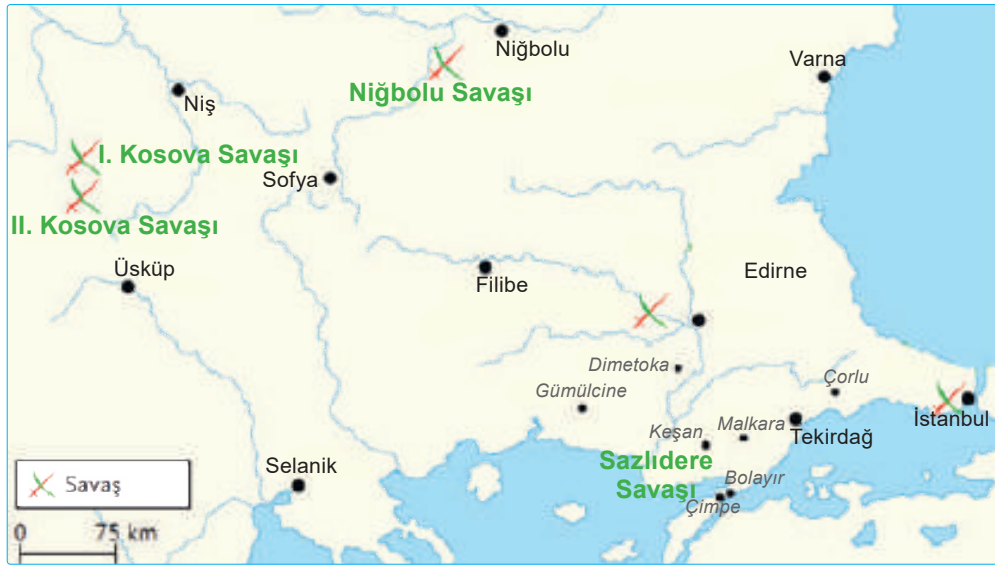 Niğbolu
Varna
Niğbolu Savaşı
Niş
I. Kosova Savaşı
Sofya
II. Kosova Savaşı
Üsküp
Filibe
Edirne
Dimetoka
Gümülcine
Çorlu
İstanbul
Keşan
Malkara
Tekirdağ
Sazlıdere
Savaşı
Bolayır
Çimpe
Selanik
Savaş
0 75 km